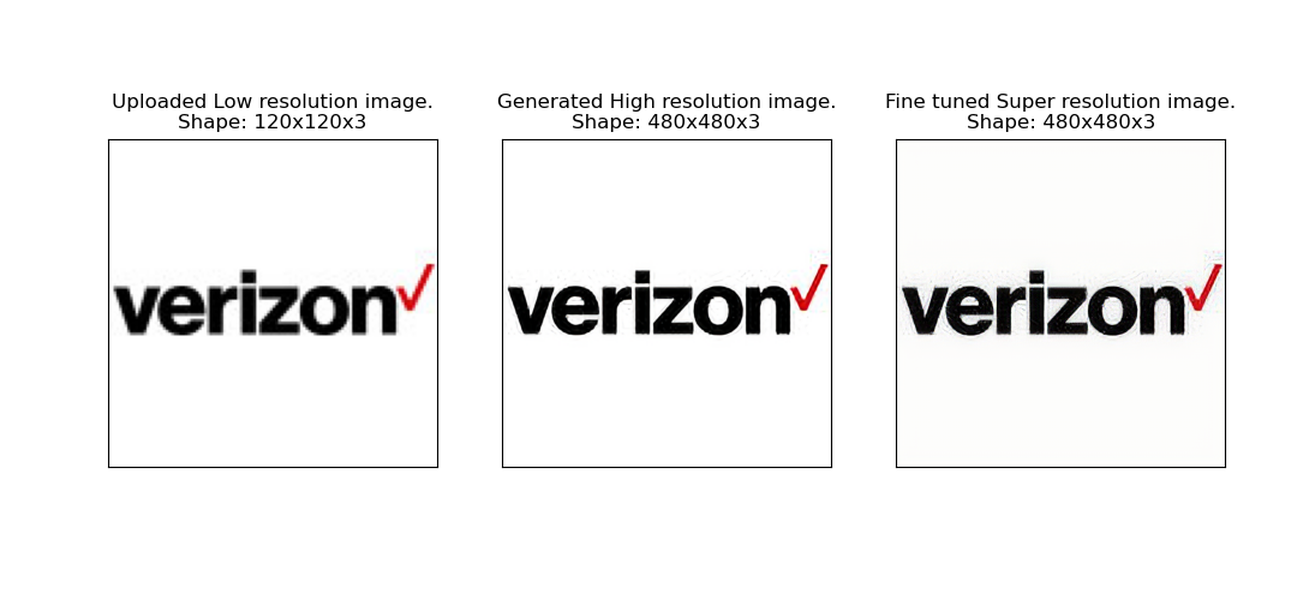 Uploaded Low resolution image.
Shape: 120x120x3
verizon
Generated High resolution image.
Shape: 480x480x3
verizon
Fine tuned Super resolution image.
Shape: 480x480x3
verizon